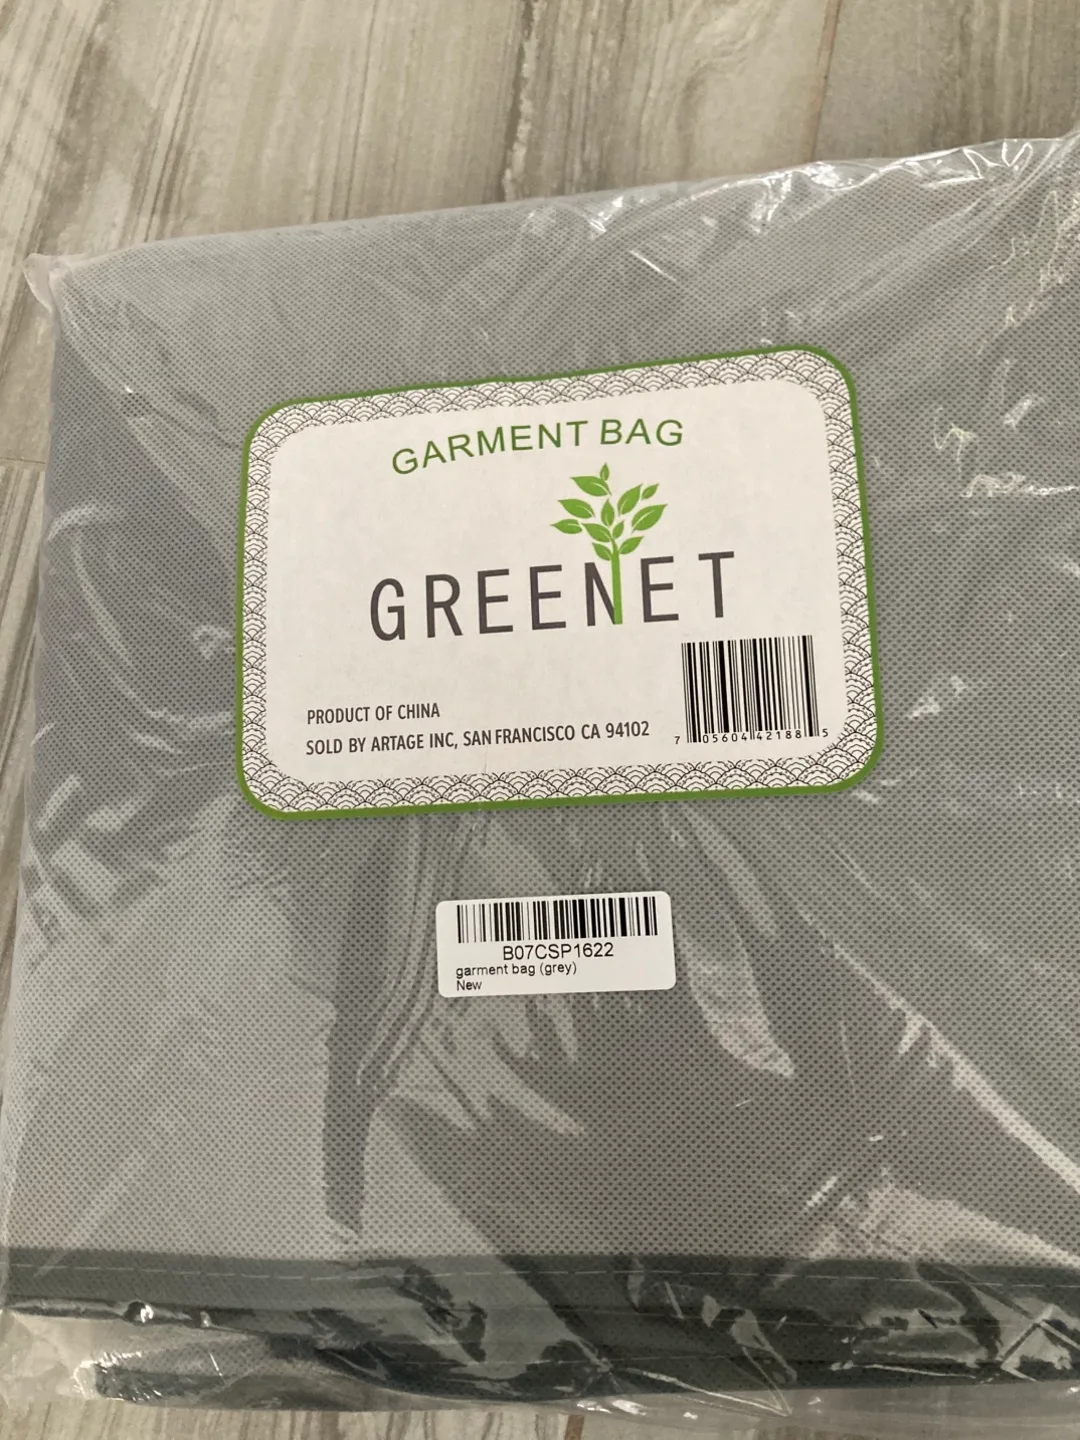 GARMENT BAG
GREENET
PRODUCT OF CHINA
SOLD BY ARTAGE INC, SAN FRANCISCO CA 94102
7 05604 42188 5
B07CSP1622
garment bag (grey)
New